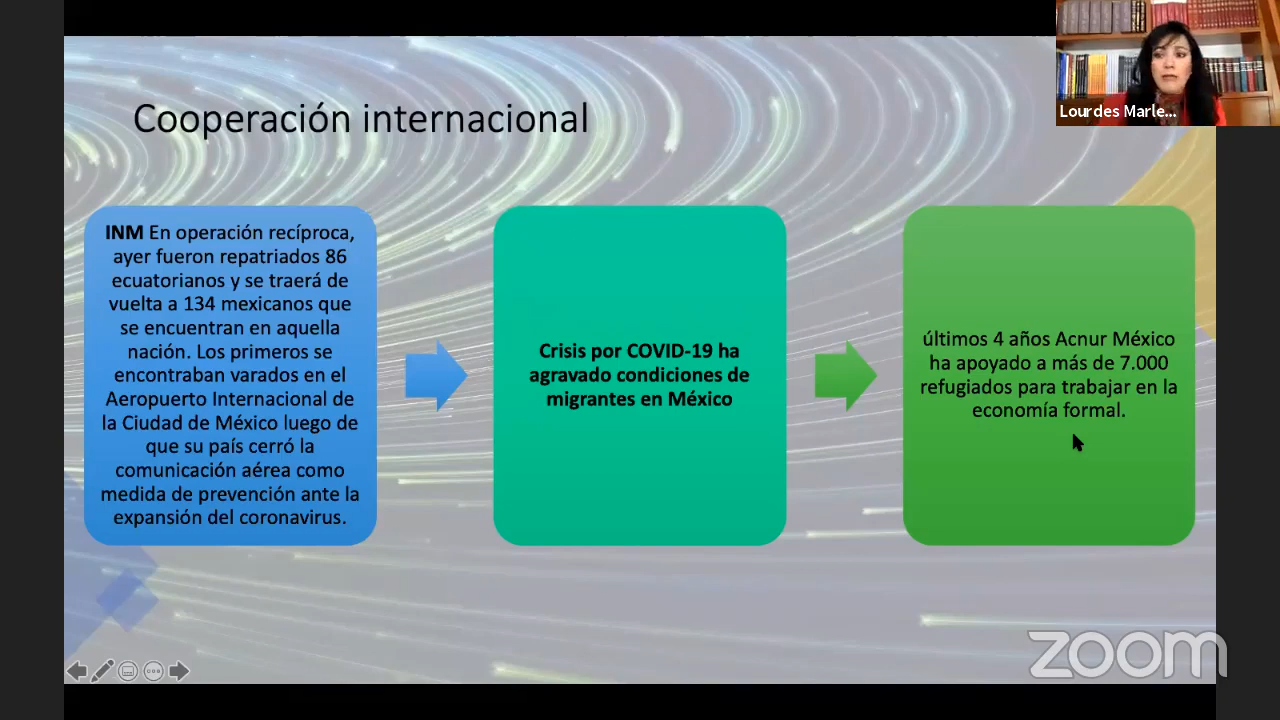 Cooperación internacional
Lourdes Marle...
INM En operación recíproca,
ayer fueron repatriados 86
ecuatorianos y se traerá de
vuelta a 134 mexicanos que
se encuentran en aquella
nación. Los primeros se
encontraban varados en el
Aeropuerto Internacional de
la Ciudad de México luego de
que su país cerró la
comunicación aérea como
medida de prevención ante la
expansión del coronavirus.
Crisis por COVID-19 ha
agravado condiciones de
migrantes en México
últimos 4 años Acnur México
ha apoyado a más de 7.000
refugiados para trabajar en la
economía formal.
zoom